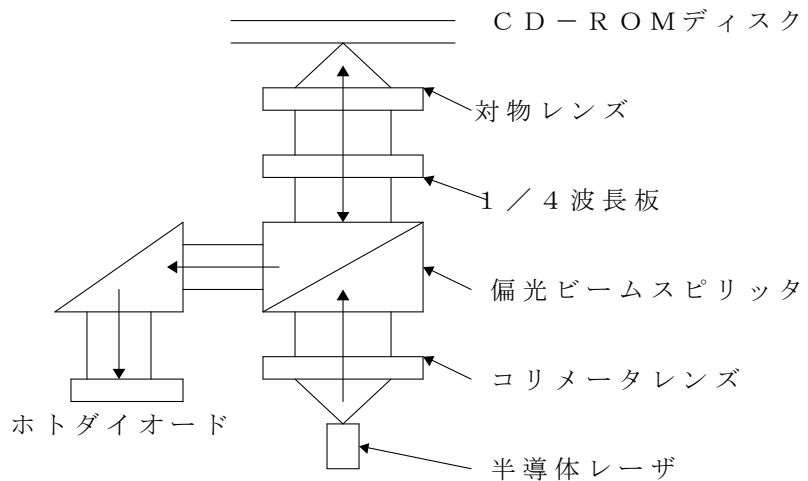 ＣＤ－ＲＯＭディスク
対物レンズ
１／４波長板
偏光ビームスピリッタ
コリメータレンズ
ホトダイオード
半導体レーザ